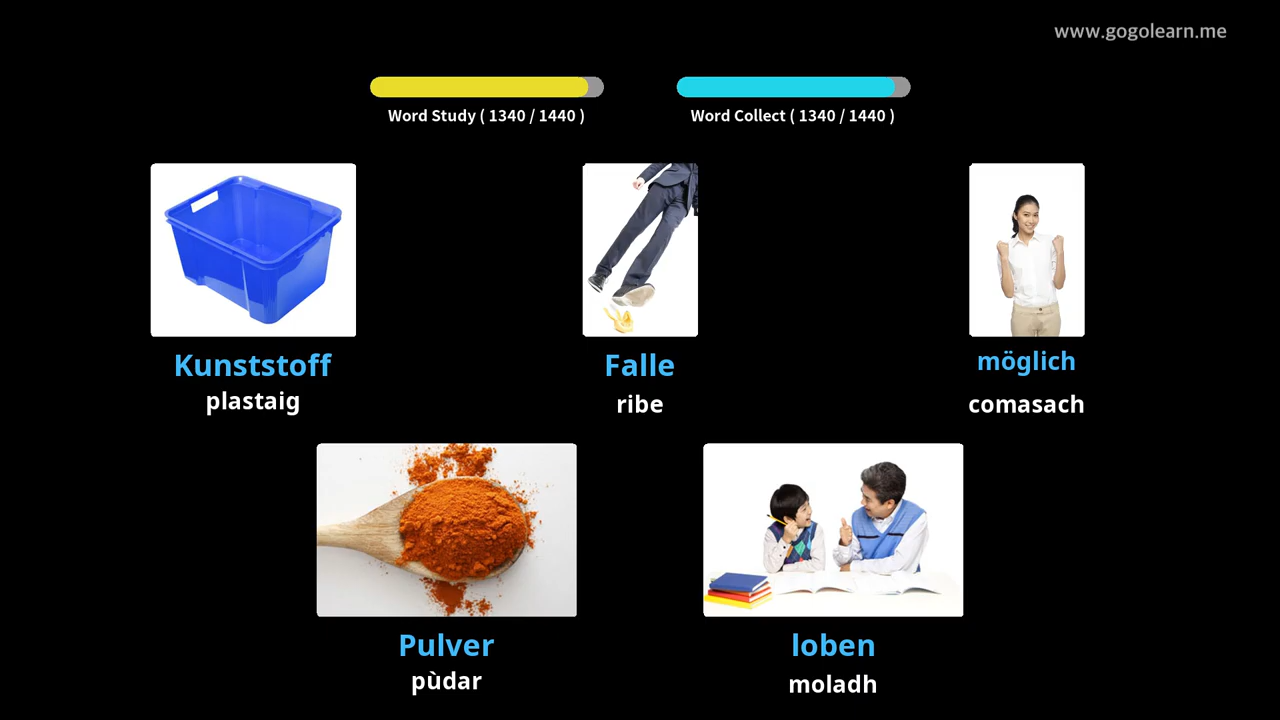 www.gogolearn.me
Word Study ( 1340 / 1440 )
Word Collect ( 1340 / 1440 )
Kunststoff
plastaig
Falle
ribe
möglich
comasach
Pulver
pùdar
loben
moladh